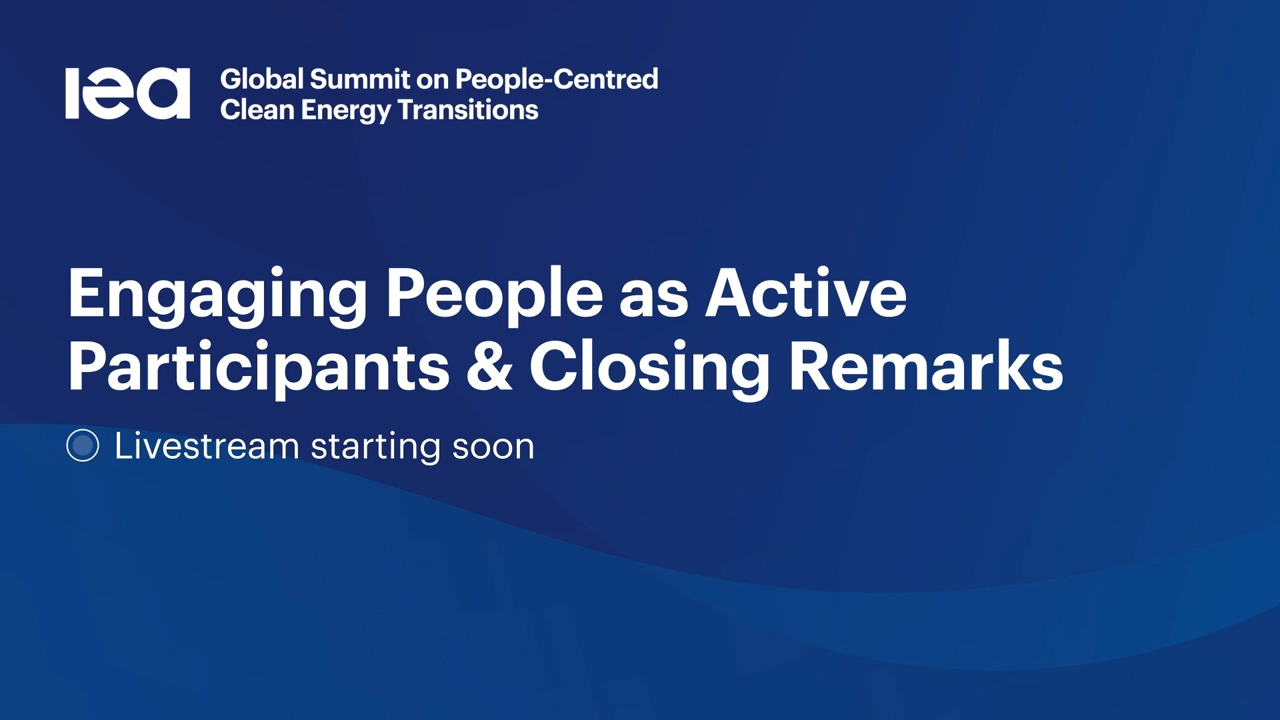 iea
Global Summit on People-Centred
Clean Energy Transitions
Engaging People as Active
Participants & Closing Remarks
Livestream starting soon